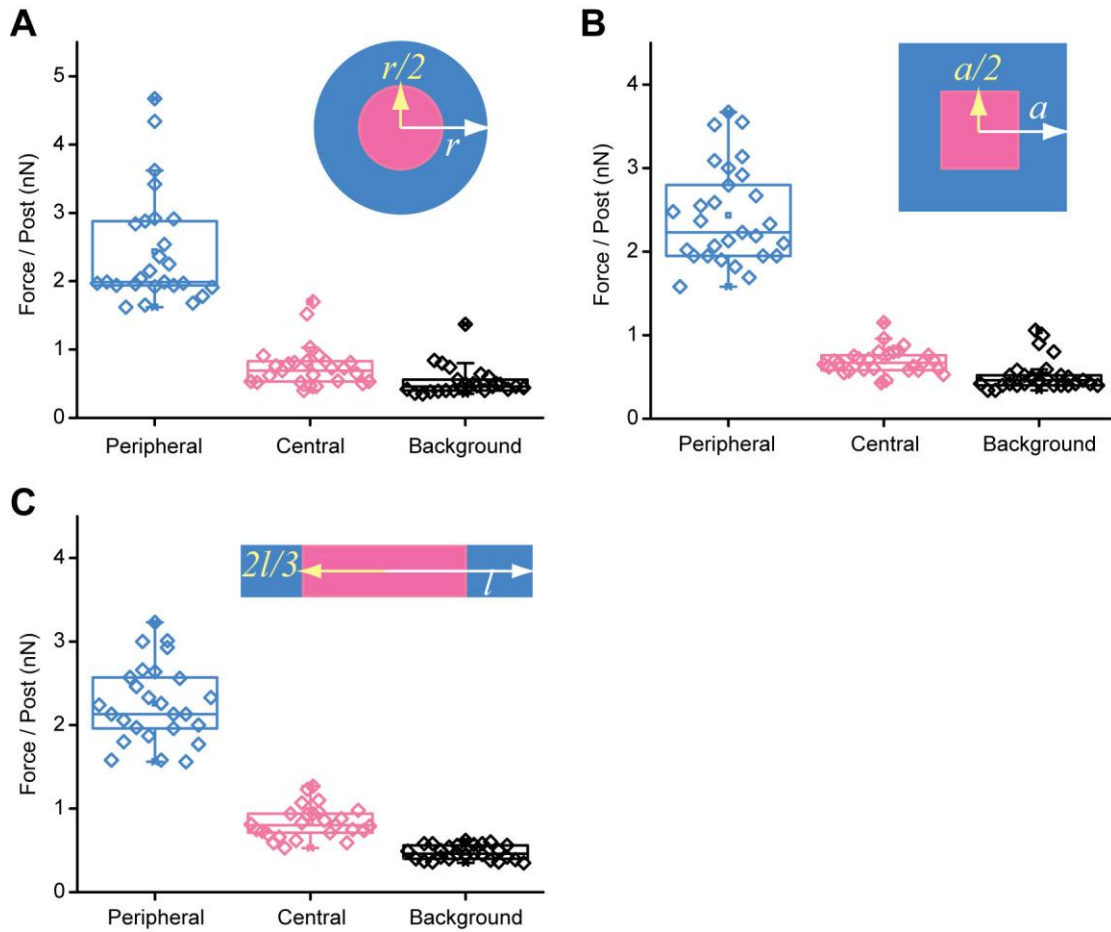 A
Force / Post (nN)
5
4
3
2
1
0
r/2
r
Peripheral
Central
Background
B
Force / Post (nN)
4
3
2
1
0
a/2
a
Peripheral
Central
Background
C
Force / Post (nN)
4
3
2
1
0
2l/3
l
Peripheral
Central
Background